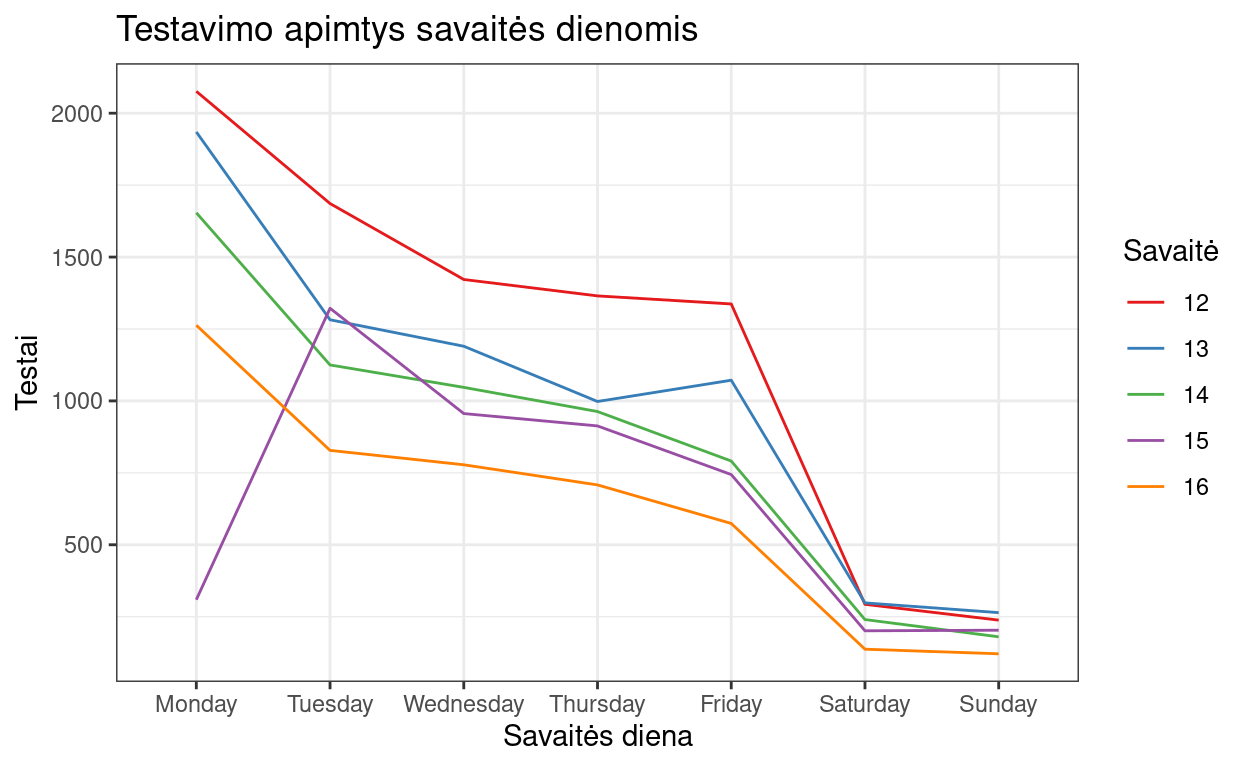 Testavimo apimtys savaitės dienomis
Testai
2000
1500
1000
500
Monday Tuesday Wednesday Thursday Friday Saturday Sunday
Savaitės diena
Savaitė
12
13
14
15
16